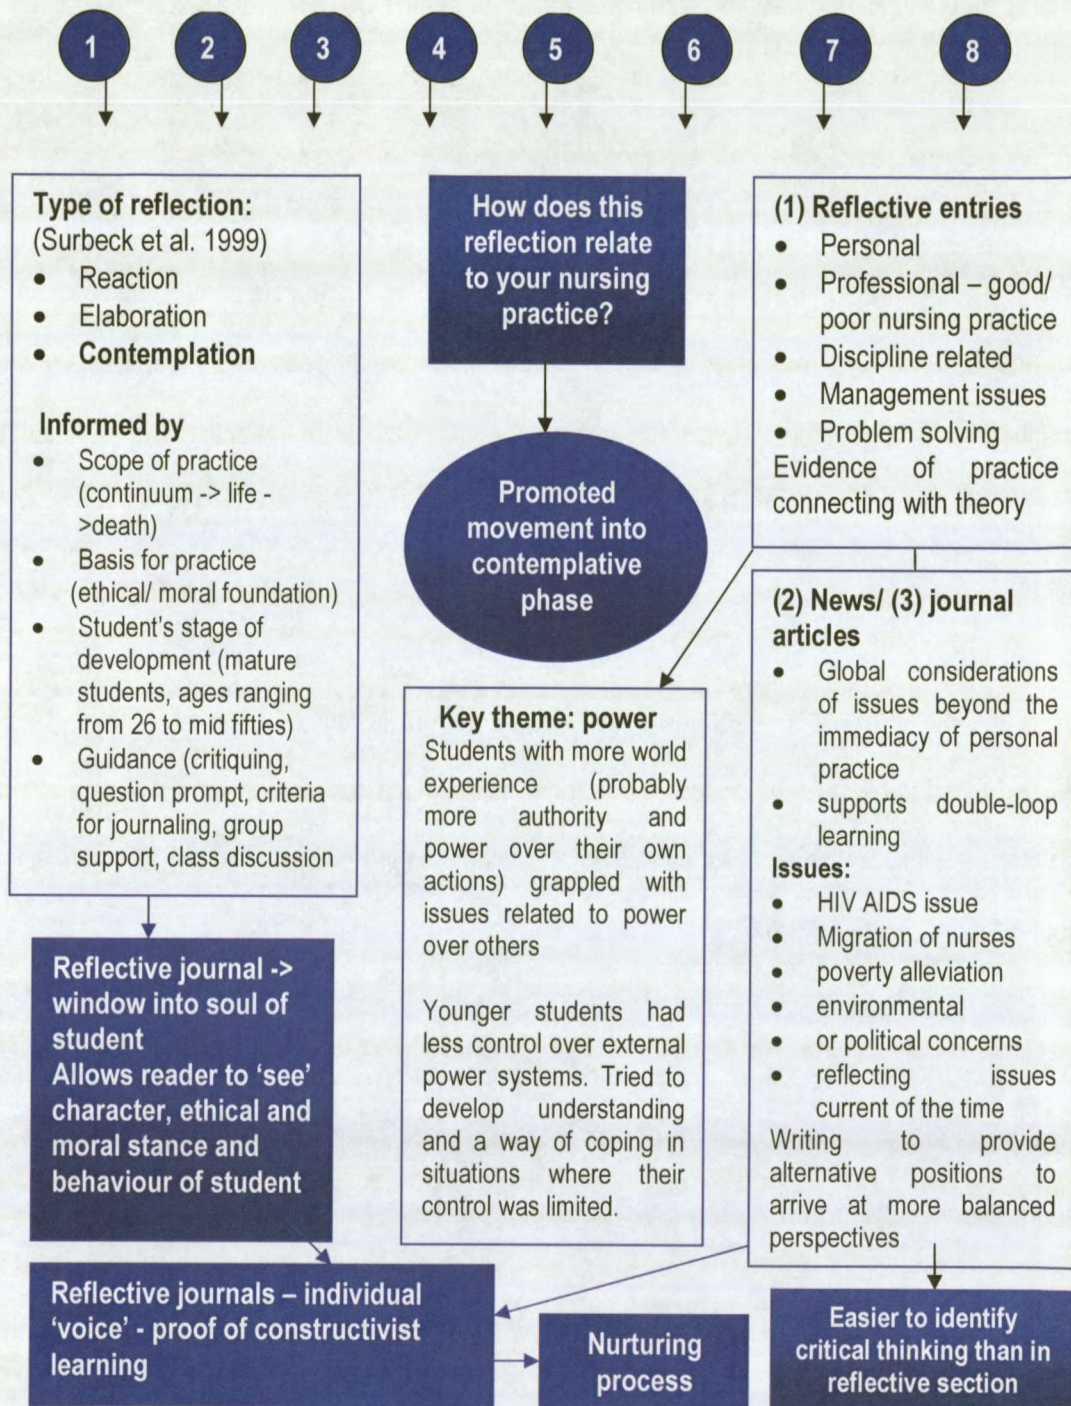 1 2 3 4 5 6 7 8
Type of reflection:
(Surbeck et al. 1999)
• Reaction
• Elaboration
• Contemplation
Informed by
• Scope of practice
(continuum -> life -
>death)
• Basis for practice
(ethical/ moral foundation)
• Student's stage of
development (mature
students, ages ranging
from 26 to mid fifties)
• Guidance (critiquing,
question prompt, criteria
for journaling, group
support, class discussion
Reflective journal ->
window into soul of
student
Allows reader to ‘see’
character, ethical and
moral stance and
behaviour of student
Reflective journals – individual
‘voice’ - proof of constructivist
learning
How does this
reflection relate
to your nursing
practice?
Promoted
movement into
contemplative
phase
Key theme: power
Students with more world
experience (probably
more authority and
power over their own
actions) grappled with
issues related to power
over others
Younger students had
less control over external
power systems. Tried to
develop understanding
and a way of coping in
situations where their
control was limited.
Nurturing
process
(1) Reflective entries
• Personal
• Professional – good/
poor nursing practice
• Discipline related
• Management issues
• Problem solving
Evidence of practice
connecting with theory
(2) News/ (3) journal
articles
• Global considerations
of issues beyond the
immediacy of personal
practice
• supports double-loop
learning
Issues:
• HIV AIDS issue
• Migration of nurses
• poverty alleviation
• environmental
• or political concerns
• reflecting issues
current of the time
Writing to provide
alternative positions to
arrive at more balanced
perspectives
Easier to identify
critical thinking than in
reflective section